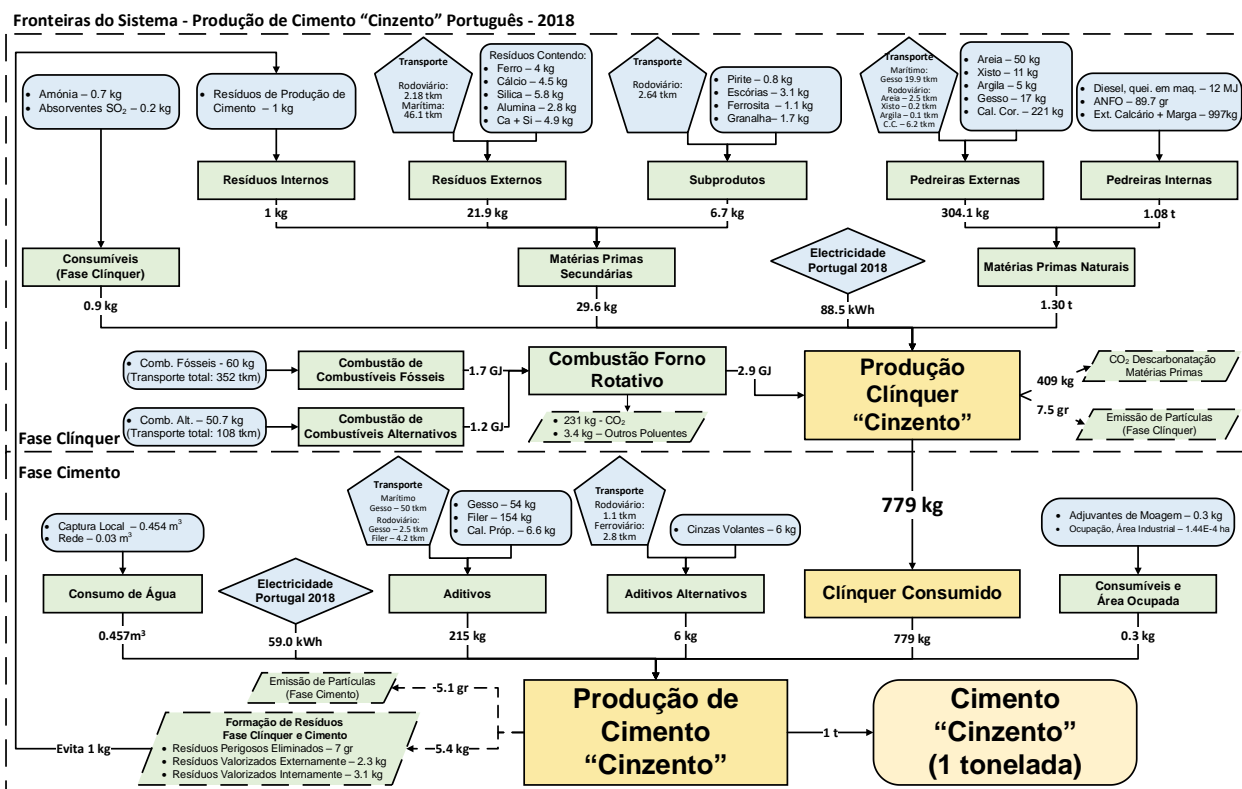 Fronteiras do Sistema - Produção de Cimento “Cinzento” Português - 2018
Amónia – 0.7 kg
Absorventes SO₂ – 0.2 kg
Resíduos de Produção de
Cimento – 1 kg
Transporte
Rodoviário:
2.18 tkm
Marítima:
46.1 tkm
Resíduos Contendo:
Ferro – 4 kg
Cálcio – 4.5 kg
Silica – 5.8 kg
Alumina – 2.8 kg
Ca + Si – 4.9 kg
Transporte
Rodoviário:
2.64 tkm
Pirite – 0.8 kg
Escórias – 3.1 kg
Ferrosita – 1.1 kg
Granalha – 1.7 kg
Transporte
Marítimo:
Gesso 19.9 tkm
Rodoviário:
Areia – 2.5 tkm
Xisto – 0.2 tkm
Argila – 0.1 tkm
C.C. – 6.2 tkm
Areia – 50 kg
Xisto – 11 kg
Argila – 5 kg
Gesso – 17 kg
Cal. Cor. – 221 kg
Diesel, quei. em maq. – 12 MJ
ANFO – 89.7 gr
Ext. Calcário + Marga – 997kg
Resíduos Internos
Resíduos Externos
Subprodutos
Pedreiras Externas
Pedreiras Internas
1 kg
21.9 kg
6.7 kg
304.1 kg
1.08 t
Consumíveis
(Fase Clínquer)
Matérias Primas
Secundárias
Electricidade
Portugal 2018
Matérias Primas Naturais
0.9 kg
29.6 kg
88.5 kWh
1.30 t
Comb. Fósseis - 60 kg
(Transporte total: 352 tkm)
Combustão de
Combustíveis Fósseis
1.7 GJ
Combustão Forno
Rotativo
2.9 GJ
Produção
Clínquer
“Cinzento”
409 kg
CO₂ Descarbonatação
Matérias Primas
7.5 gr
Emissão de Partículas
(Fase Clínquer)
Comb. Alt. – 50.7 kg
(Transporte total: 108 tkm)
Combustão de
Combustíveis Alternativos
1.2 GJ
231 kg - CO₂
3.4 kg – Outros Poluentes
Fase Clínquer
Fase Cimento
779 kg
Captura Local – 0.454 m³
Rede – 0.03 m³
Transporte
Marítimo
Gesso – 50 tkm
Rodoviário:
Gesso – 2.5 tkm
Filer – 4.2 tkm
Gesso – 54 kg
Filer – 154 kg
Cal. Próp. – 6.6 kg
Transporte
Rodoviário:
1.1 tkm
Ferroviário:
2.8 tkm
Cinzas Volantes – 6 kg
Adjuvantes de Moagem – 0.3 kg
Ocupação, Área Industrial – 1.44E-4 ha
Consumo de Água
Electricidade
Portugal 2018
Aditivos
Aditivos Alternativos
Clínquer Consumido
Consumíveis e
Área Ocupada
0.457m³
59.0 kWh
215 kg
6 kg
779 kg
0.3 kg
Emissão de Partículas
(Fase Cimento)
5.1 gr
Formação de Resíduos
Fase Clínquer e Cimento
Resíduos Perigosos Eliminados – 7 gr
Resíduos Valorizados Externamente – 2.3 kg
Resíduos Valorizados Internamente – 3.1 kg
Evita 1 kg
5.4 kg
Produção de
Cimento
“Cinzento”
1 t
Cimento
“Cinzento”
(1 tonelada)